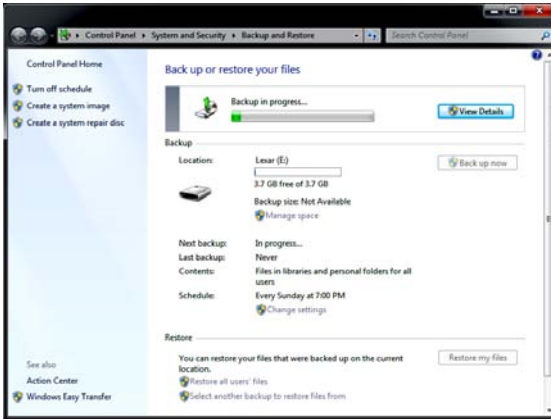 Control Panel ▸ System and Security ▸ Backup and Restore
Search Control Panel
Control Panel Home
Turn off schedule
Create a system image
Create a system repair disc
Back up or restore your files
Backup in progress...
View Details
Backup
Location:
Lexar (E:)
Back up now
3.7 GB free of 3.7 GB
Backup size: Not Available
Manage space
Next backup:
In progress...
Last backup:
Never
Contents:
Files in libraries and personal folders for all
users
Schedule:
Every Sunday at 7:00 PM
Change settings
Restore
You can restore your files that were backed up on the current
location.
Restore my files
Restore all users' files
Select another backup to restore files from
See also
Action Center
Windows Easy Transfer